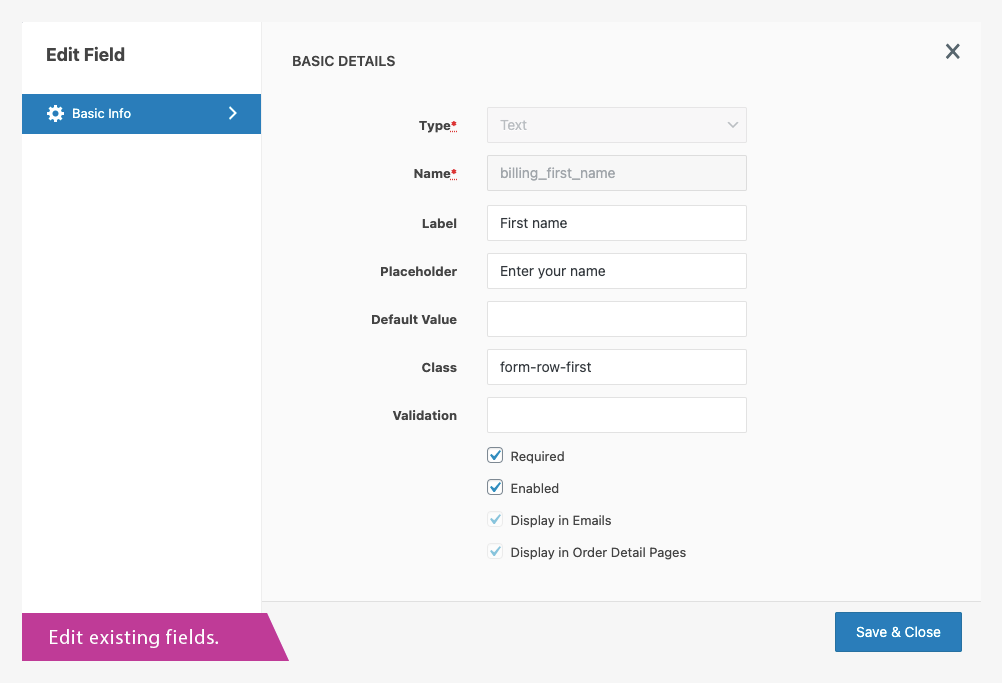 Edit Field
Basic Info
BASIC DETAILS
Type*
Text
Name*
billing_first_name
Label
First name
Placeholder
Enter your name
Default Value
Class
form-row-first
Validation
Required
Enabled
Display in Emails
Display in Order Detail Pages
Edit existing fields.
Save & Close